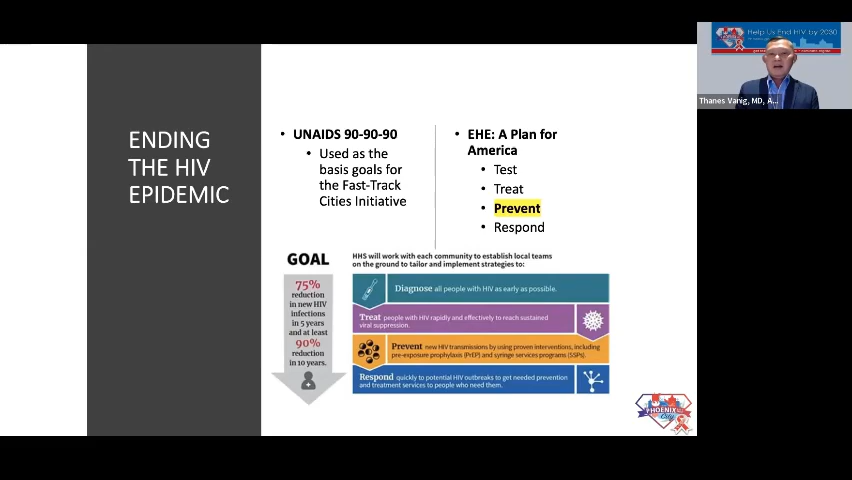 Help Us End HIV by 2030
Thanes Vanig, MD, A...
ENDING
THE HIV
EPIDEMIC
• UNAIDS 90-90-90
• Used as the
basis goals for
the Fast-Track
Cities Initiative
• EHE: A Plan for
America
• Test
• Treat
• Prevent
• Respond
GOAL
75%
reduction
in new HIV
infections
in 5 years
and at least
90%
reduction
in 10 years.
HHS will work with each community to establish local teams
on the ground to tailor and implement strategies to:
Diagnose all people with HIV as early as possible.
Treat people with HIV rapidly and effectively to reach sustained
viral suppression.
Prevent new HIV transmissions by using proven interventions, including
pre-exposure prophylaxis (PrEP) and syringe services programs (SSPs).
Respond quickly to potential HIV outbreaks to get needed prevention
and treatment services to people who need them.
PHOENIX
City